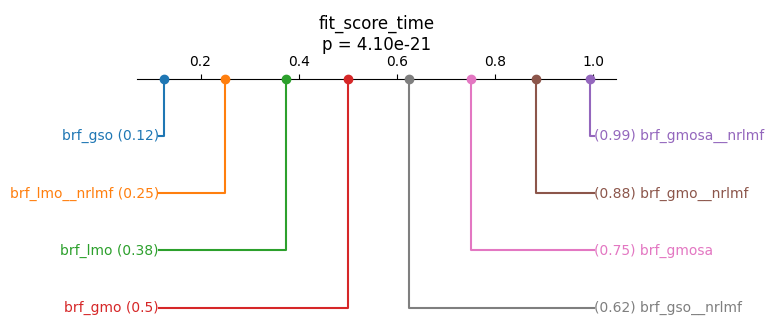 fit_score_time
p = 4.10e-21
0.2 0.4 0.6 0.8 1.0
brf_gso (0.12) (0.99) brf_gmosa__nrlmf
brf_lmo__nrlmf (0.25) (0.88) brf_gmo__nrlmf
brf_lmo (0.38) (0.75) brf_gmosa
brf_gmo (0.5) (0.62) brf_gso__nrlmf